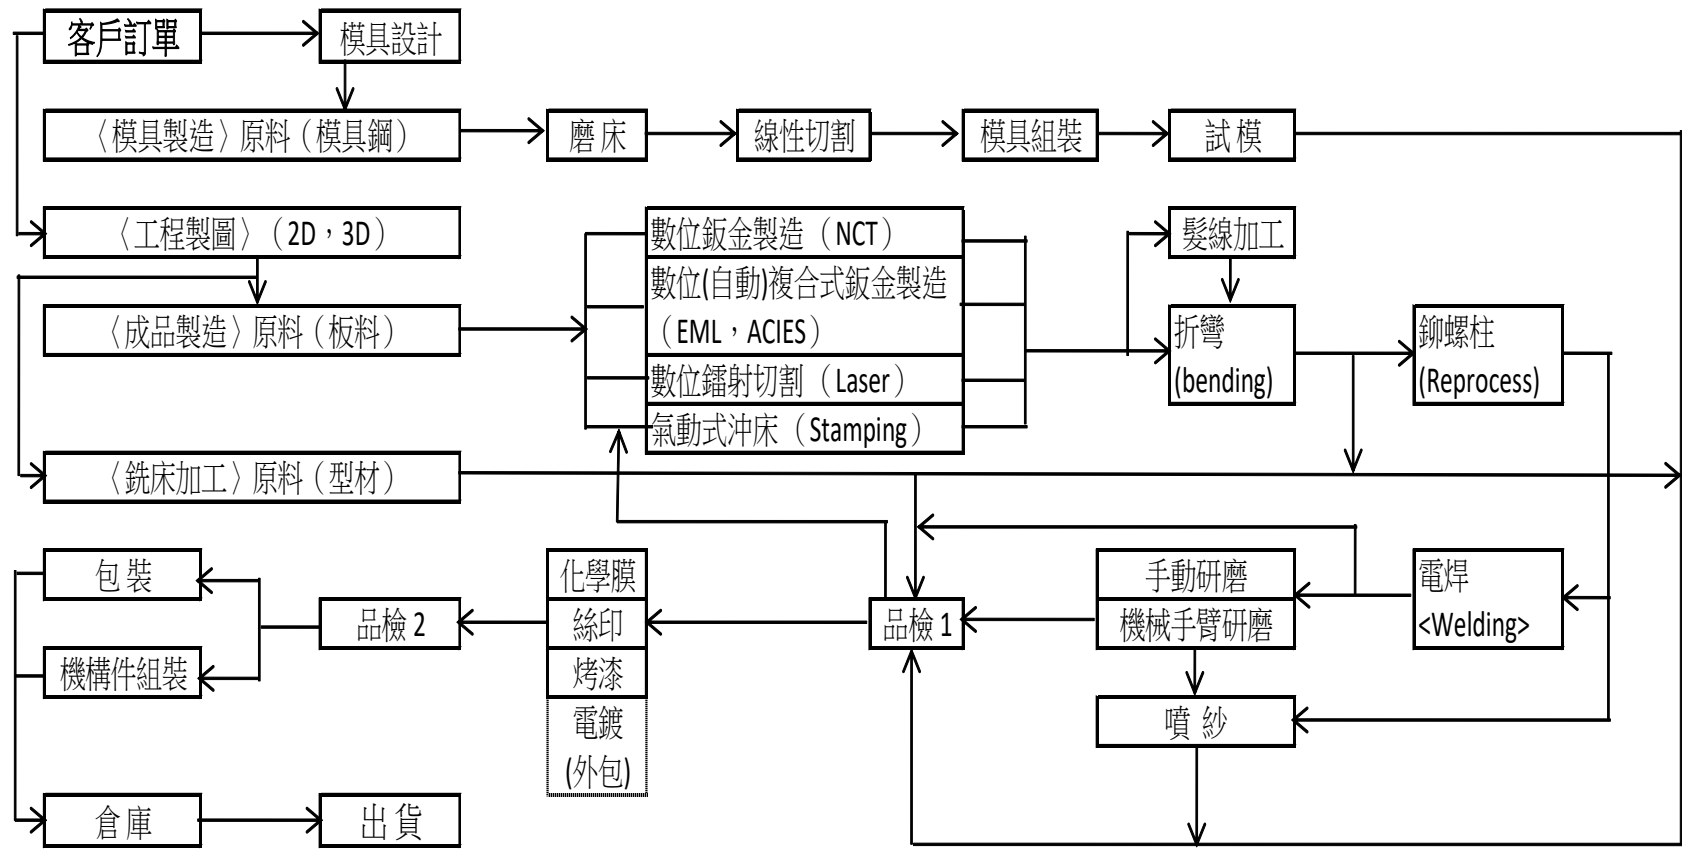 客戶訂單
模具設計
〈模具製造〉原料（模具鋼）
磨床
線性切割
模具組裝
試模
〈工程製圖〉（2D，3D）
數位鈑金製造（NCT）
數位(自動)複合式鈑金製造
（EML，ACIES）
數位鐳射切割（Laser）
氣動式沖床（Stamping）
髮線加工
〈成品製造〉原料（板料）
折彎
(bending)
鉚螺柱
(Reprocess)
〈銑床加工〉原料（型材）
包裝
機構件組裝
品檢 2
化學膜
絲印
烤漆
電鍍
(外包)
品檢 1
手動研磨
機械手臂研磨
電焊
<Welding>
噴紗
倉庫
出貨